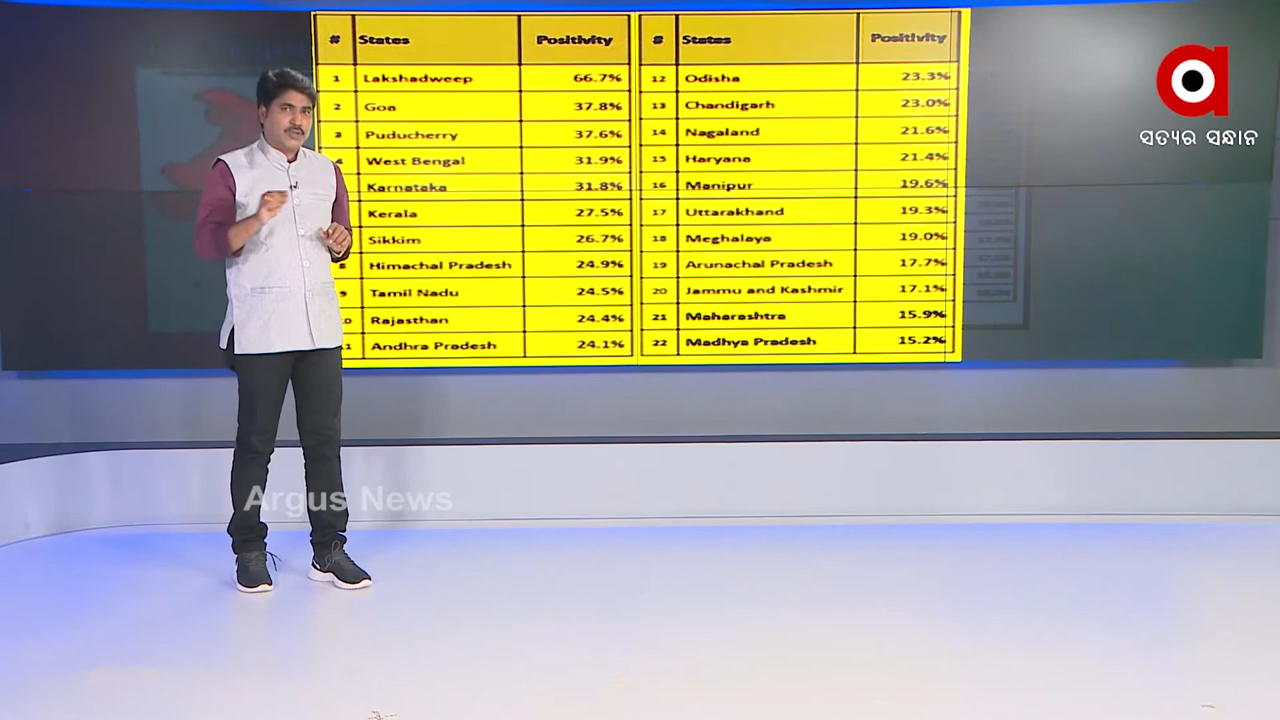 # States Positivity
1 Lakshadweep 66.7%
2 Goa 37.8%
3 Puducherry 37.6%
4 West Bengal 31.9%
Karnataka 31.8%
Kerala 27.5%
Sikkim 26.7%
8 Himachal Pradesh 24.9%
9 Tamil Nadu 24.5%
10 Rajasthan 24.4%
11 Andhra Pradesh 24.1%
# States Positivity
12 Odisha 23.3%
13 Chandigarh 23.0%
14 Nagaland 21.6%
15 Haryana 21.4%
16 Manipur 19.6%
17 Uttarakhand 19.3%
18 Meghalaya 19.0%
19 Arunachal Pradesh 17.7%
20 Jammu and Kashmir 17.1%
21 Maharashtra 15.9%
22 Madhya Pradesh 15.2%
a
ସତ୍ୟର ସନ୍ଧାନ
Argus News